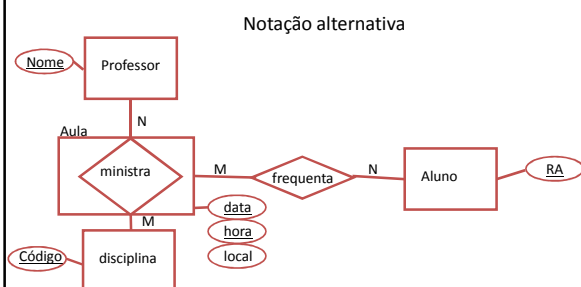 Notação alternativa
Nome
Professor
N
Aula
ministra
M
frequenta
N
Aluno
RA
data
M
hora
Código
disciplina
local